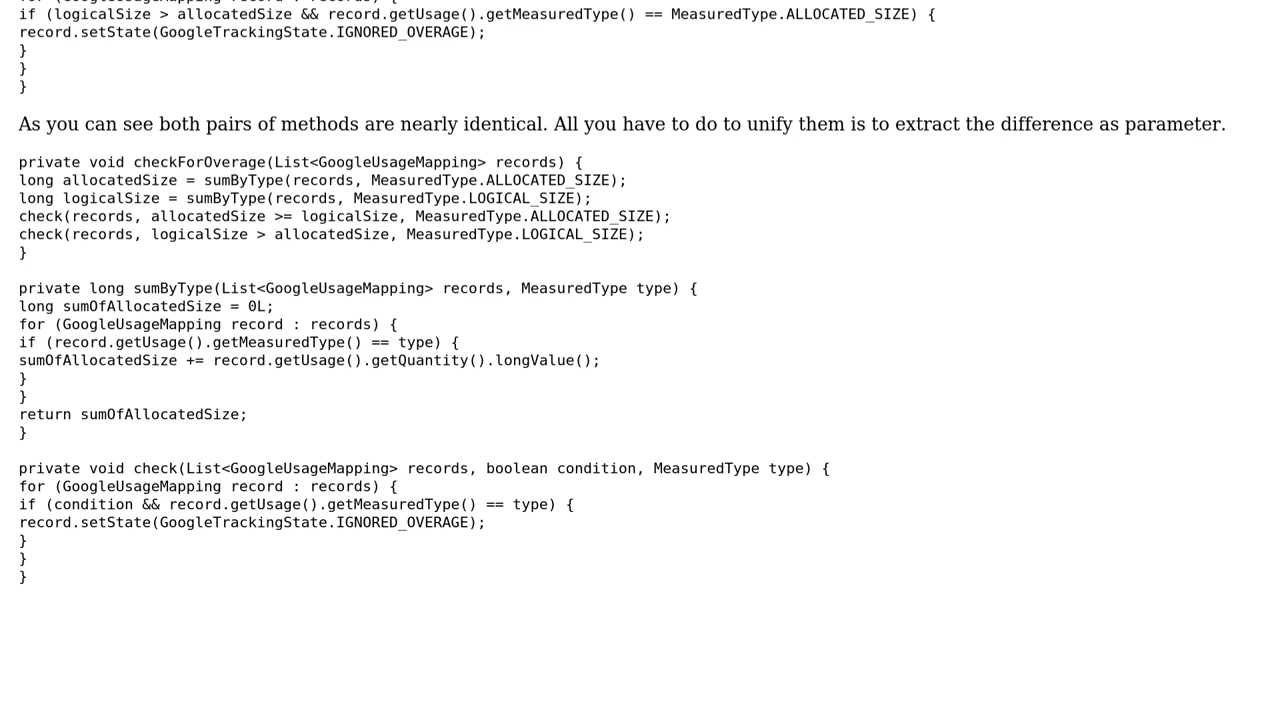 for (GoogleUsageMapping record : records) {
if (logicalSize > allocatedSize && record.getUsage().getMeasuredType() == MeasuredType.ALLOCATED_SIZE) {
record.setState(GoogleTrackingState.IGNORED_OVERAGE);
}
}
}
As you can see both pairs of methods are nearly identical. All you have to do to unify them is to extract the difference as parameter.
private void checkForOverage(List<GoogleUsageMapping> records) {
long allocatedSize = sumByType(records, MeasuredType.ALLOCATED_SIZE);
long logicalSize = sumByType(records, MeasuredType.LOGICAL_SIZE);
check(records, allocatedSize >= logicalSize, MeasuredType.ALLOCATED_SIZE);
check(records, logicalSize > allocatedSize, MeasuredType.LOGICAL_SIZE);
}
private long sumByType(List<GoogleUsageMapping> records, MeasuredType type) {
long sumOfAllocatedSize = 0L;
for (GoogleUsageMapping record : records) {
if (record.getUsage().getMeasuredType() == type) {
sumOfAllocatedSize += record.getUsage().getQuantity().longValue();
}
}
return sumOfAllocatedSize;
}
private void check(List<GoogleUsageMapping> records, boolean condition, MeasuredType type) {
for (GoogleUsageMapping record : records) {
if (condition && record.getUsage().getMeasuredType() == type) {
record.setState(GoogleTrackingState.IGNORED_OVERAGE);
}
}
}